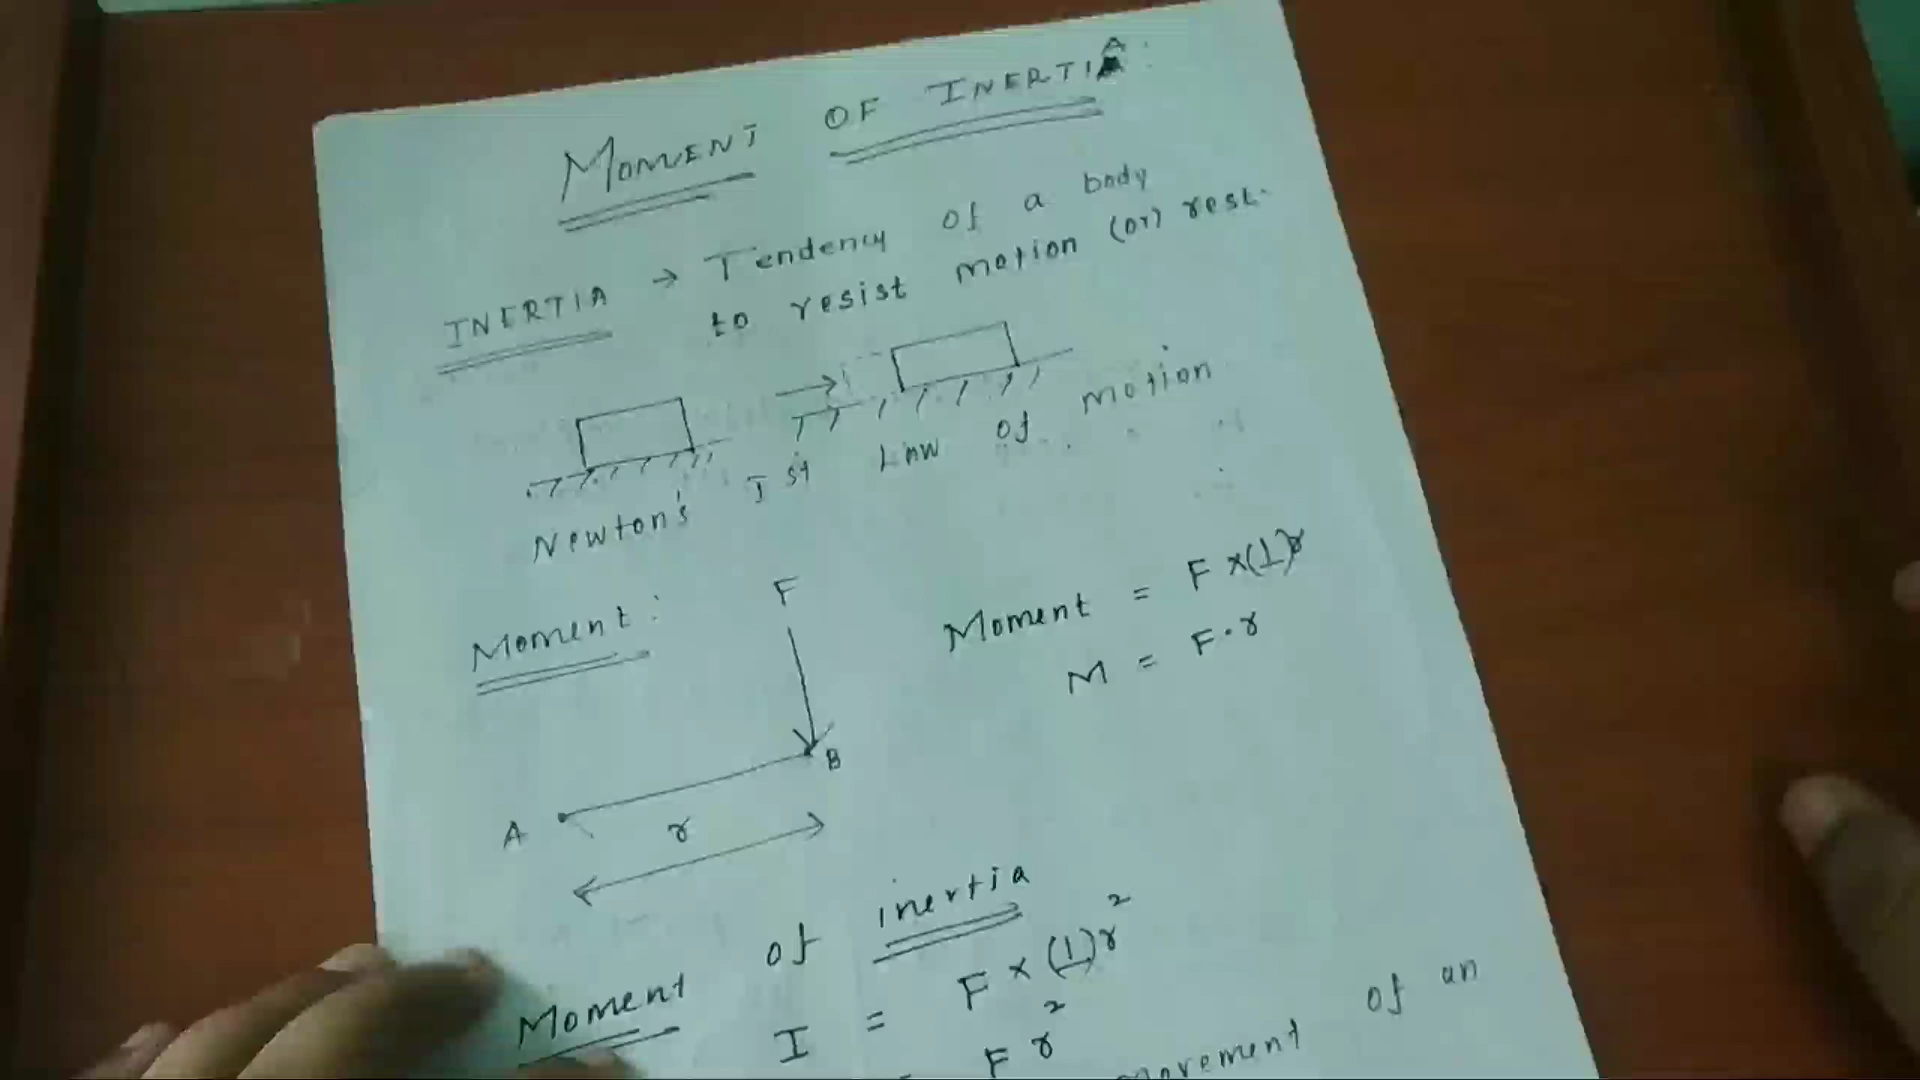 MOMENT OF INERTIA
INERTIA → Tendency of a body
to resist motion (or) rest.
Newton's Ist Law of motion
Moment:
F
Moment = F x(⊥)r
M = F·r
B
A
r
Moment of inertia
I = F x (⊥)r²
= F r²
movement of an